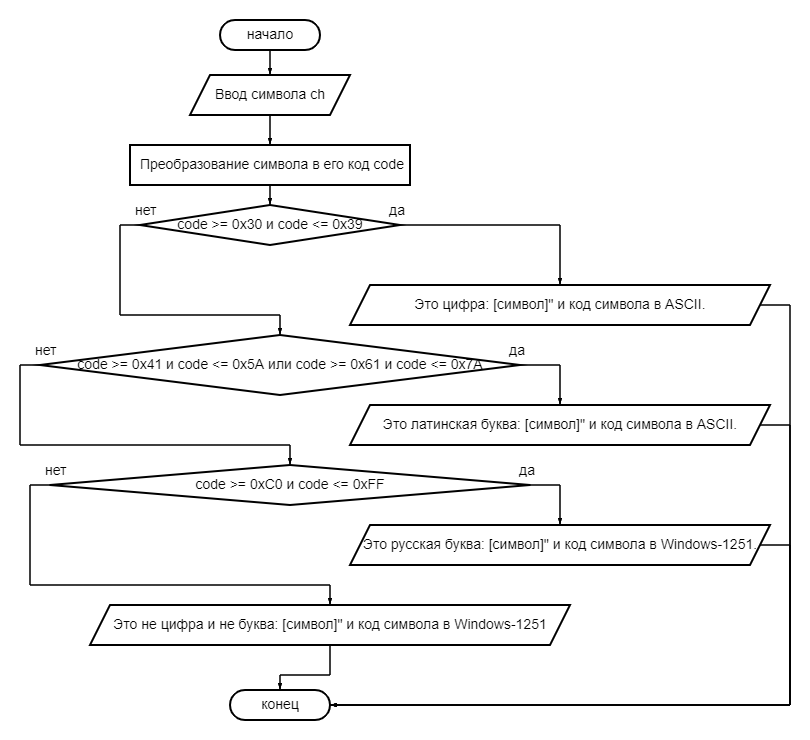 начало
Ввод символа ch
Преобразование символа в его код code
нет
да
code >= 0x30 и code <= 0x39
Это цифра: [символ]" и код символа в ASCII.
нет
да
code >= 0x41 и code <= 0x5A или code >= 0x61 и code <= 0x7A
Это латинская буква: [символ]" и код символа в ASCII.
нет
да
code >= 0xC0 и code <= 0xFF
Это русская буква: [символ]" и код символа в Windows-1251.
Это не цифра и не буква: [символ]" и код символа в Windows-1251
конец